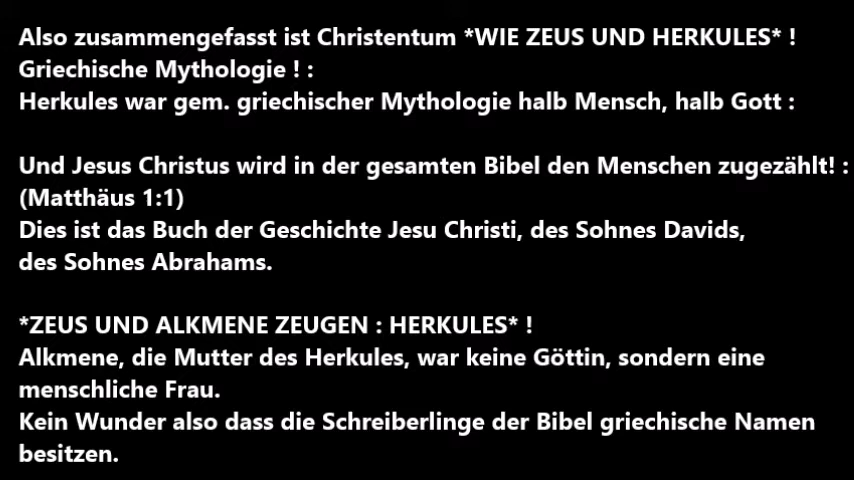 Also zusammengefasst ist Christentum *WIE ZEUS UND HERKULES* !
Griechische Mythologie ! :
Herkules war gem. griechischer Mythologie halb Mensch, halb Gott :
Und Jesus Christus wird in der gesamten Bibel den Menschen zugezählt! :
(Matthäus 1:1)
Dies ist das Buch der Geschichte Jesu Christi, des Sohnes Davids,
des Sohnes Abrahams.
*ZEUS UND ALKMENE ZEUGEN : HERKULES* !
Alkmene, die Mutter des Herkules, war keine Göttin, sondern eine
menschliche Frau.
Kein Wunder also dass die Schreiberlinge der Bibel griechische Namen
besitzen.